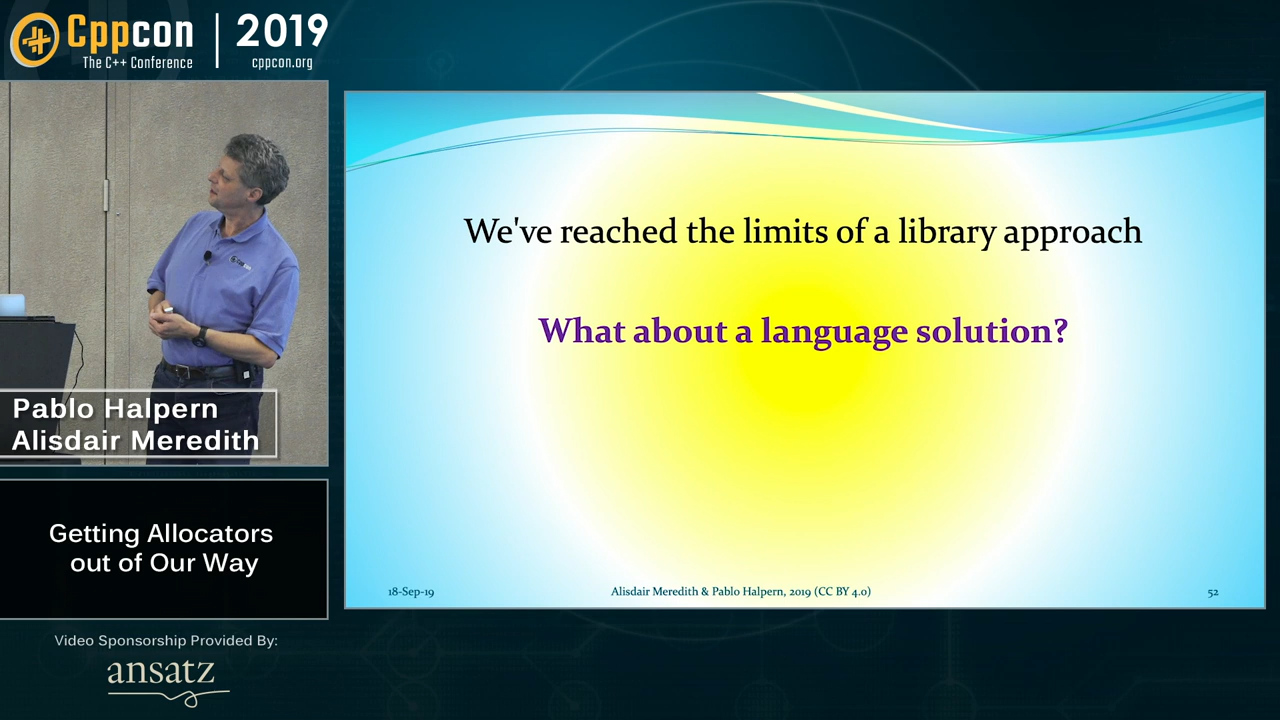 Cppcon
The C++ Conference
2019
cppcon.org
Pablo Halpern
Alisdair Meredith
Getting Allocators
out of Our Way
Video Sponsorship Provided By:
ansatz
We've reached the limits of a library approach
What about a language solution?
18-Sep-19
Alisdair Meredith & Pablo Halpern, 2019 (CC BY 4.0)
52